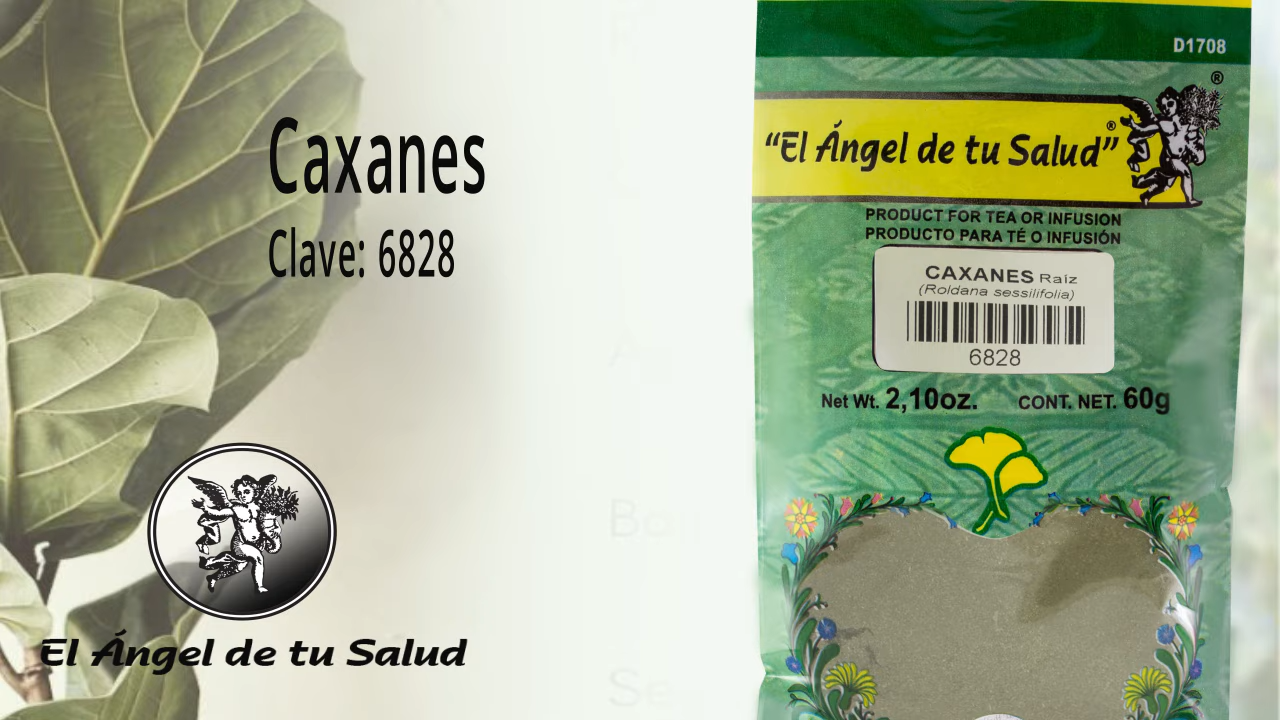 Caxanes
Clave: 6828
El Ángel de tu Salud
D1708
®
“El Ángel de tu Salud”®
PRODUCT FOR TEA OR INFUSION
PRODUCTO PARA TÉ O INFUSIÓN
CAXANES Raíz
(Roldana sessilifolia)
6828
Net Wt. 2,10oz. CONT. NET. 60g